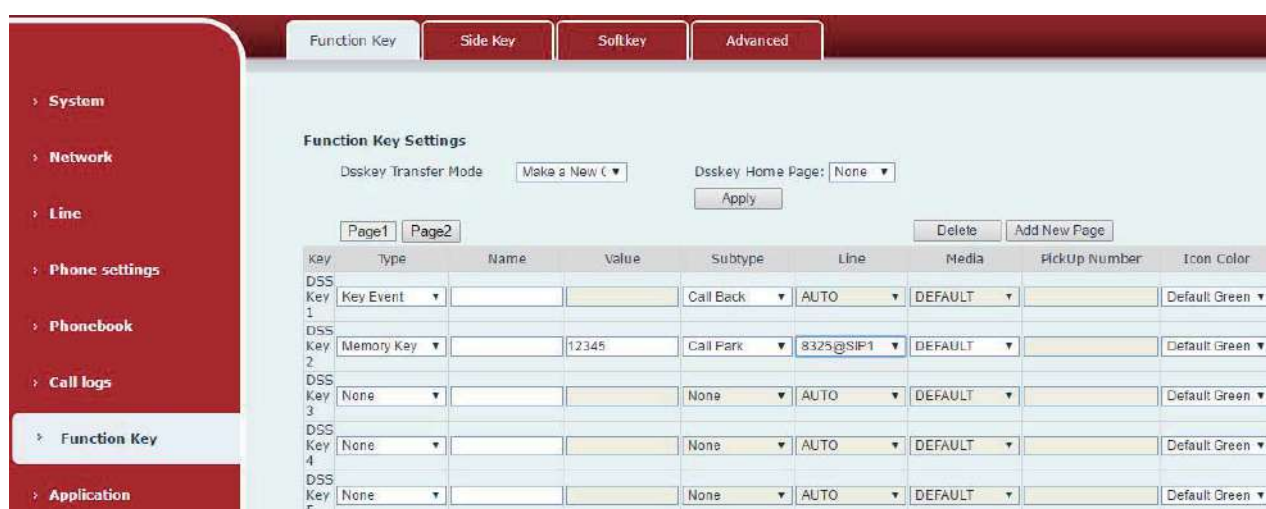 Function Key Side Key Softkey Advanced
System
Network
Line
Phone settings
Phonebook
Call logs
Function Key
Application
Function Key Settings
Dsskey Transfer Mode Make a New C Dsskey Home Page: None
Apply
Page1 Page2 Delete Add New Page
Key Type Name Value Subtype Line Media PickUp Number Icon Color
DSS Key 1 Key Event Call Back AUTO DEFAULT Default Green
DSS Key 2 Memory Key 12345 Call Park 8325@SIP1 DEFAULT Default Green
DSS Key 3 None None AUTO DEFAULT Default Green
DSS Key 4 None None AUTO DEFAULT Default Green
DSS Key None None AUTO DEFAULT Default Green